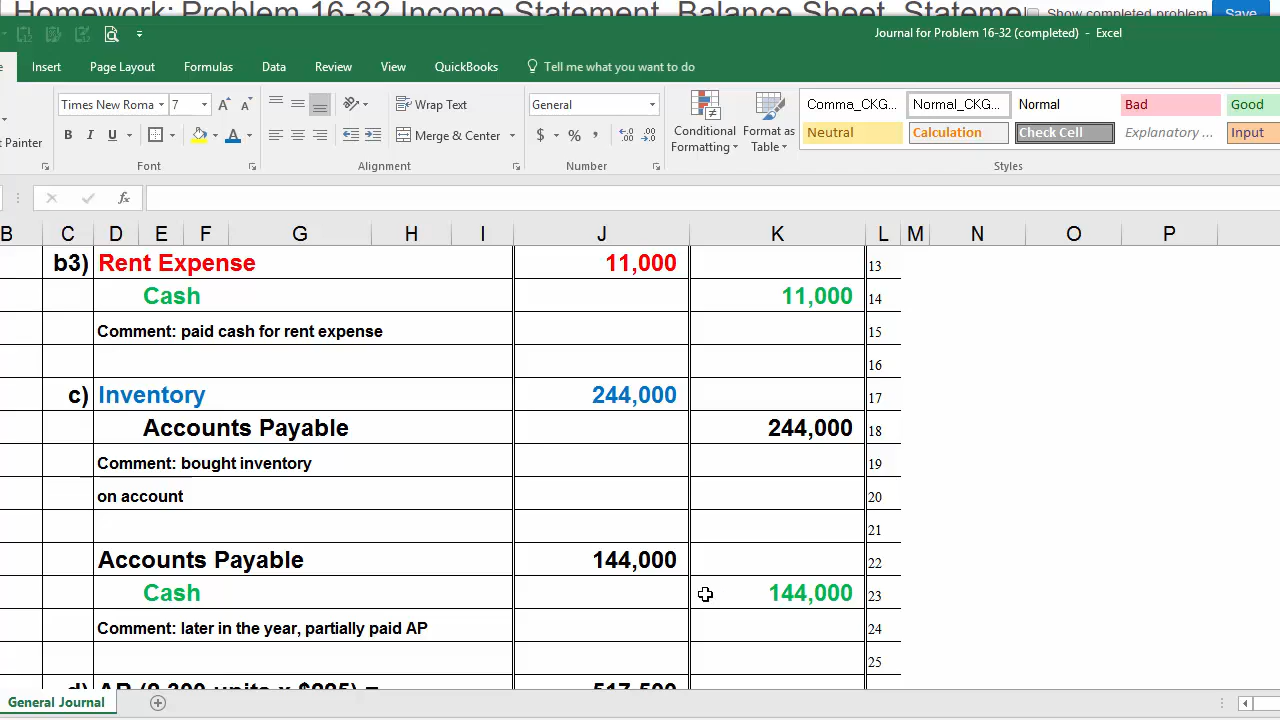 Homework: Problem 16-32 Income Statement, Balance Sheet, Stateme
Show completed problem
Save
Journal for Problem 16-32 (completed) - Excel
Insert Page Layout Formulas Data Review View QuickBooks Tell me what you want to do
Times New Roma 7 A A Wrap Text General Comma_CKG... Normal_CKG... Normal Bad Good
Painter B I U A Merge & Center $ % , .00 Conditional Formatting Format as Table Neutral Calculation Check Cell Explanatory ... Input
Font Alignment Number Styles
fx
B C D E F G H I J K L M N O P
b3) Rent Expense 11,000 13
Cash 11,000 14
Comment: paid cash for rent expense 15
16
c) Inventory 244,000 17
Accounts Payable 244,000 18
Comment: bought inventory 19
on account 20
21
Accounts Payable 144,000 22
Cash 144,000 23
Comment: later in the year, partially paid AP 24
25
d) AR (2,300 units x $225) = 517,500
General Journal